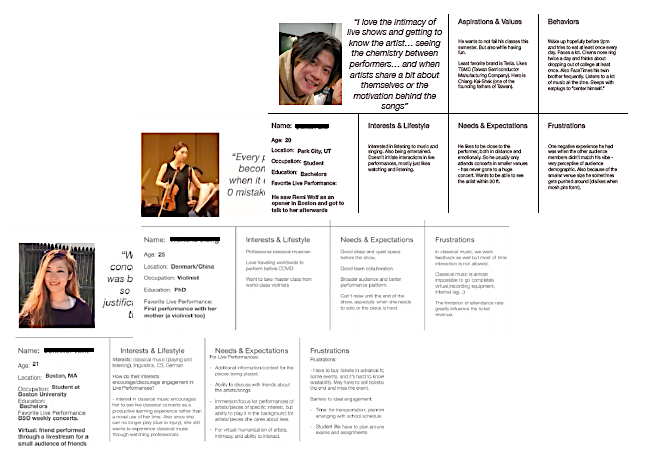 "I love the intimacy of
live shows and getting to
know the artist... seeing
the chemistry between
performers... and when
artists share a bit about
themselves or the
motivation behind the
songs"
Aspirations & Values
He wants to not fail his classes this
semester. But also while having
fun.
Least favorite brand is Tesla. Likes
TSMC (Taiwan Semiconductor
Manufacturing Company). Hero is
Chiang Kai-Shek (one of the
founding fathers of Taiwan).
Behaviors
Wake up hopefully before 2pm
and tries to eat at least once every
day. Paces a lot. Cleans nose ring
twice a day and thinks about
dropping out of college at least
once. Also FaceTimes his twin
brother frequently. Listens to a lot
of music all the time. Sleeps with
earplugs to "center himself."
Name:
Age: 20
Location: Park City, UT
Occupation: Student
Education: Bachelors
Favorite Live Performance:
He saw Remi Wolf as an
opener in Boston and got to
talk to her afterwards
Interests & Lifestyle
Interested in listening to music and
singing. Also being entertained.
Doesn't initiate interactions in live
performances, mostly just likes
watching and listening.
Needs & Expectations
He likes to be close to the
performer, both in distance and
emotionally. So he usually only
attends concerts in smaller venues
- has never gone to a huge
concert. Wants to be able to see
the artist within 30 ft.
Frustrations
One negative experience he had
was when the other audience
members didn't match his vibe -
very perceptive of audience
demographic. Also because of the
smaller venue size he sometimes
gets pushed around (dislikes when
mosh pits form).
"Every p
becom
when it
0 mistake
Name:
Age: 25
Location: Denmark/China
Occupation: Violinist
Education: PhD
Favorite Live Performance:
First performance with her
mother (a violinist too)
Interests & Lifestyle
Professional classical musician
Love traveling worldwide to
perform before COVID
Want to take master class from
world-class violinists
Needs & Expectations
Good sleep and quiet space
before the show.
Good team collaboration.
Broader audience and better
performance platform.
Can't relax until the end of the
show, especially when she needs
to solo or the piece is hard.
Frustrations
In classical music, we want
feedback as well but most of time
interaction is not allowed.
Classical music is almost
impossible to go completely
virtual (recording equipment,
internet lag...)
The limitation of attendance rate
greatly influence the ticket
revenue.
"W
conc
was b
so
justific
Name:
Age: 21
Location: Boston, MA
Occupation: Student at
Boston University
Education:
Bachelors
Favorite Live Performance:
BSO weekly concerts.
Virtual: friend performed
through a livestream for a
small audience of friends
Interests & Lifestyle
Interests: classical music (playing and
listening), linguistics, CS, German
How do their interests
encourage/discourage engagement in
Live Performances?
- Interest in classical music encourages
her to see live classical concerts as a
productive learning experience rather than
a novel use of her time. Also since she
can no longer play (due to injury), she still
wants to experience classical music
through watching professionals.
Needs & Expectations
For Live Performances:
- Additional information/context for the
pieces being played
- Ability to discuss with friends about
the artists/songs
- Immersion/focus for performances of
artists/pieces of specific interest, but
ability to play it in the background for
artists/pieces she cares about less.
- For virtual: humanization of artists,
intimacy, and ability to interact.
Frustrations
Frustrations:
- Have to buy tickets in advance for
some events, and it's hard to know
availability. May have to sell tickets
the end and miss the event.
Barriers to ideal engagement:
- Time for transportation, planning
arranging with school schedule
- Student life: have to plan around
exams and assignments